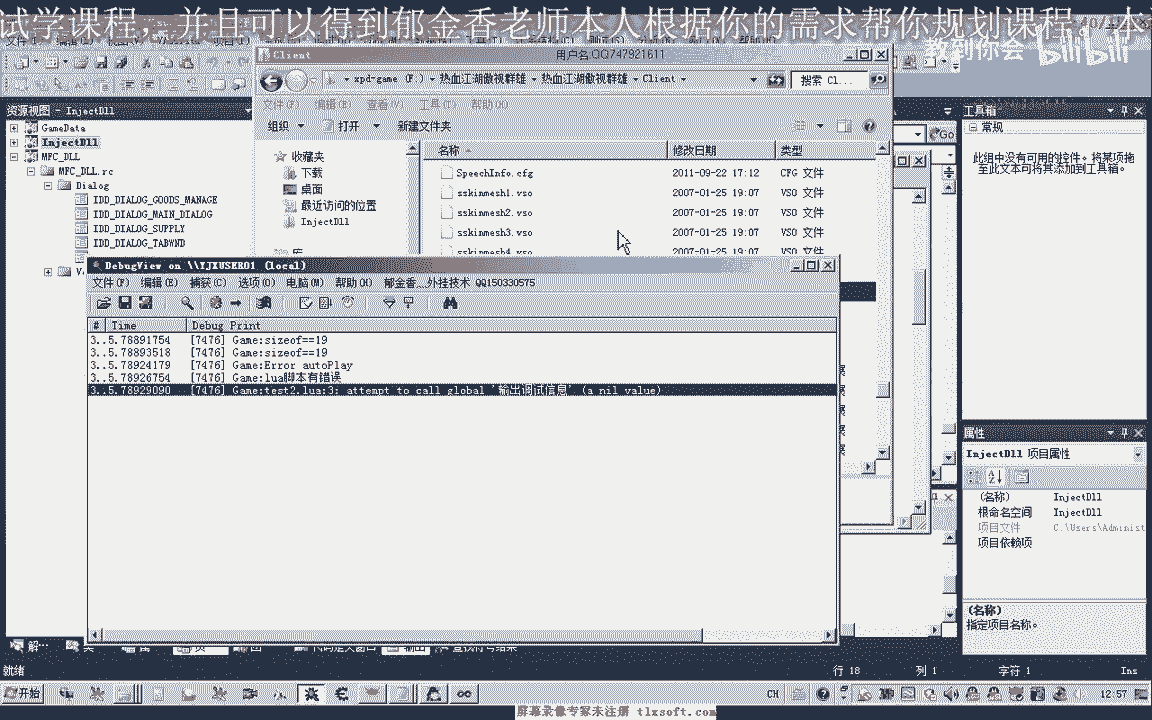 试学课程，并且可以得到郁金香老师本人根据你的需求帮你规划课程。本
教到你会 bilibili
Client 用户名:QQ747921611
xpd-game (F:) 热血江湖傲视群雄 热血江湖傲视群雄 Client 搜索 Cl...
文件(F) 编辑(E) 查看(V) 工具(T) 帮助(H)
组织 打开 新建文件夹
名称 修改日期 类型
收藏夹
下载
桌面
最近访问的位置
InjectDll
库
SpeechInfo.cfg 2011-09-22 17:12 CFG 文件
sskinmesh1.vso 2007-01-25 19:07 VSO 文件
sskinmesh2.vso 2007-01-25 19:07 VSO 文件
sskinmesh3.vso 2007-01-25 19:07 VSO 文件
sskinmesh4.vso 2007-01-25 19:07 VSO 文件
资源视图 - InjectDll
GameData
InjectDll
MFC_DLL
MFC_DLL.rc
Dialog
IDD_DIALOG_GOODS_MANAGE
IDD_DIALOG_MAIN_DIALOG
IDD_DIALOG_SUPPLY
IDD_DIALOG_TABWND
DebugView on \\YJXUSER01 (local)
文件(F) 编辑(E) 捕获(C) 选项(O) 电脑(M) 帮助(H) 郁金香__外挂技术 QQ150330575
# Time Debug Print
3..5.78891754 [7476] Game:sizeof==19
3..5.78893518 [7476] Game:sizeof==19
3..5.78924179 [7476] Game:Error autoPlay
3..5.78926754 [7476] Game:lua脚本有错误
3..5.78929090 [7476] Game:test2.lua:3: attempt to call global '输出调试信息' (a nil value)
工具箱
常规
此组中没有可用的控件。将某项拖
至此文本可将其添加到工具箱。
Go
属性
InjectDll 项目属性
(名称) InjectDll
根命名空间 InjectDll
项目文件 C:\Users\Administ
项目依赖项
(名称)
指定项目名称。
就绪 行 18 列 1 字符 1 Ins
开始 CH 12:57
屏幕录像专家未注册 tlxsoft.com